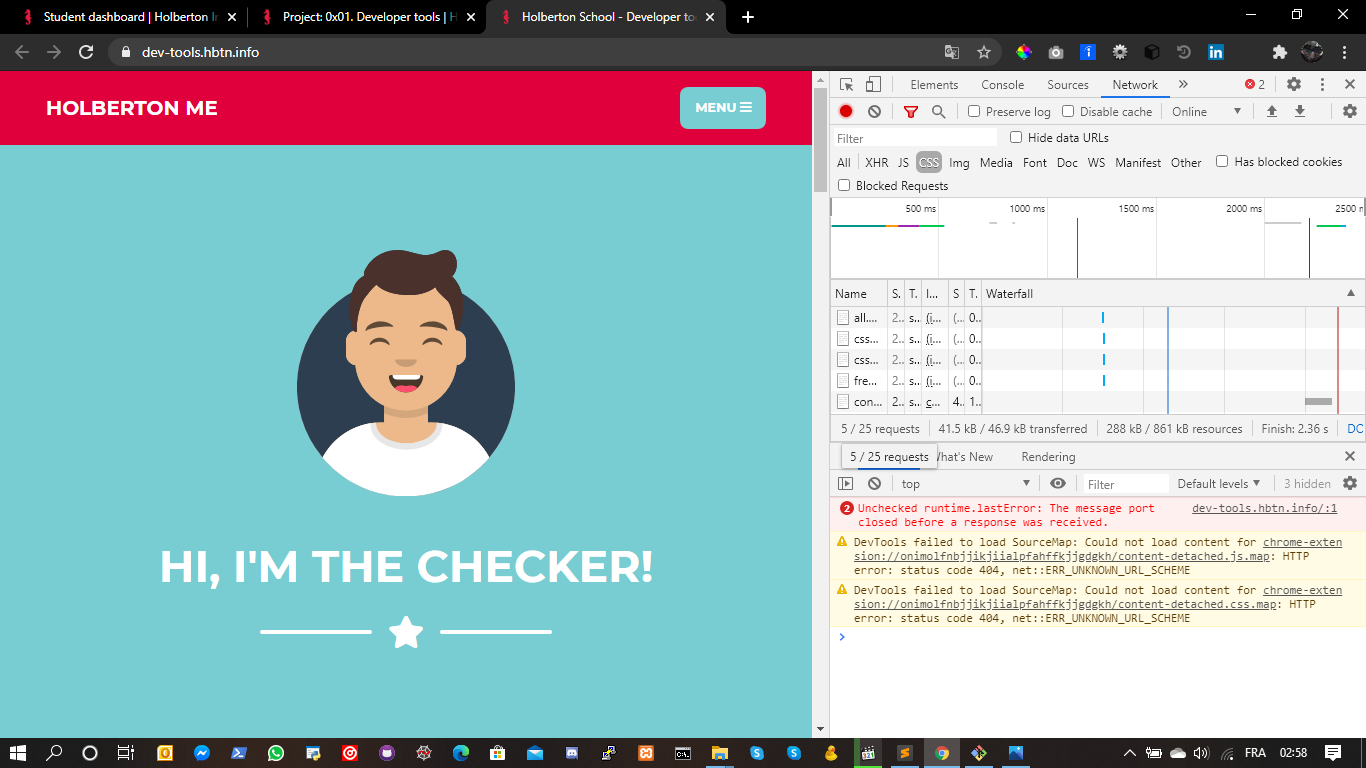 Student dashboard | Holberton In
Project: 0x01. Developer tools | H
Holberton School - Developer too
dev-tools.hbtn.info
HOLBERTON ME
MENU
HI, I'M THE CHECKER!
Elements Console Sources Network » 2
Preserve log Disable cache Online
Filter Hide data URLs
All XHR JS CSS Img Media Font Doc WS Manifest Other Has blocked cookies
Blocked Requests
500 ms 1000 ms 1500 ms 2000 ms 2500 m
Name S. T. I... S T. Waterfall
all.... 2.. s... (i... (... 0..
css... 2.. s... (i... (... 0..
css... 2.. s... (i... (... 0..
fre... 2.. s... (i... (... 0..
con... 2.. s... c... 4.. 1..
5 / 25 requests 41.5 kB / 46.9 kB transferred 288 kB / 861 kB resources Finish: 2.36 s DC
5 / 25 requests What's New Rendering
top Filter Default levels 3 hidden
2 Unchecked runtime.lastError: The message port dev-tools.hbtn.info/:1
closed before a response was received.
DevTools failed to load SourceMap: Could not load content for chrome-exten
sion://onimolfnbjjikjiialpfahffkjjgdgkh/content-detached.js.map: HTTP
error: status code 404, net::ERR_UNKNOWN_URL_SCHEME
DevTools failed to load SourceMap: Could not load content for chrome-exten
sion://onimolfnbjjikjiialpfahffkjjgdgkh/content-detached.css.map: HTTP
error: status code 404, net::ERR_UNKNOWN_URL_SCHEME
FRA 02:58